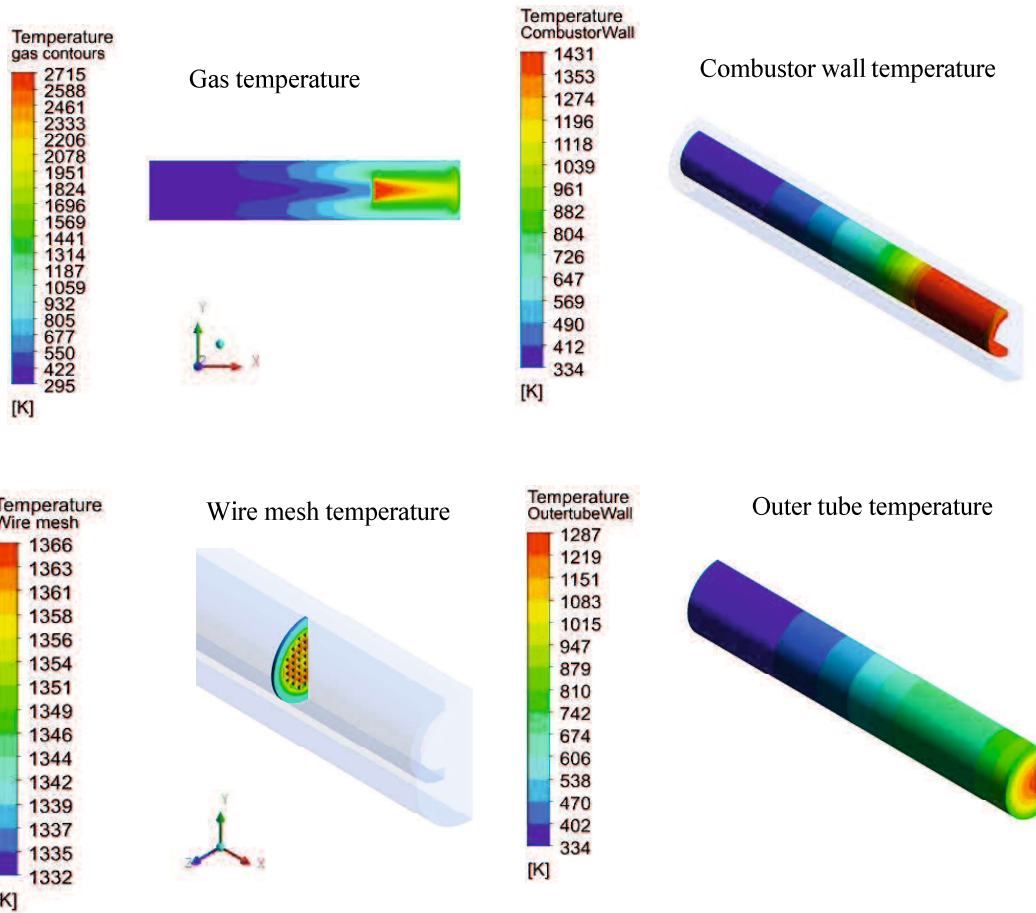 Temperature
gas contours
2715
2588
2461
2333
2206
2078
1951
1824
1696
1569
1441
1314
1187
1059
932
805
677
550
422
295
[K]
Gas temperature
Y
Z
X
Temperature
CombustorWall
1431
1353
1274
1196
1118
1039
961
882
804
726
647
569
490
412
334
[K]
Combustor wall temperature
Temperature
Wire mesh
1366
1363
1361
1358
1356
1354
1351
1349
1346
1344
1342
1339
1337
1335
1332
[K]
Wire mesh temperature
Y
Z
X
Temperature
OutertubeWall
1287
1219
1151
1083
1015
947
879
810
742
674
606
538
470
402
334
[K]
Outer tube temperature